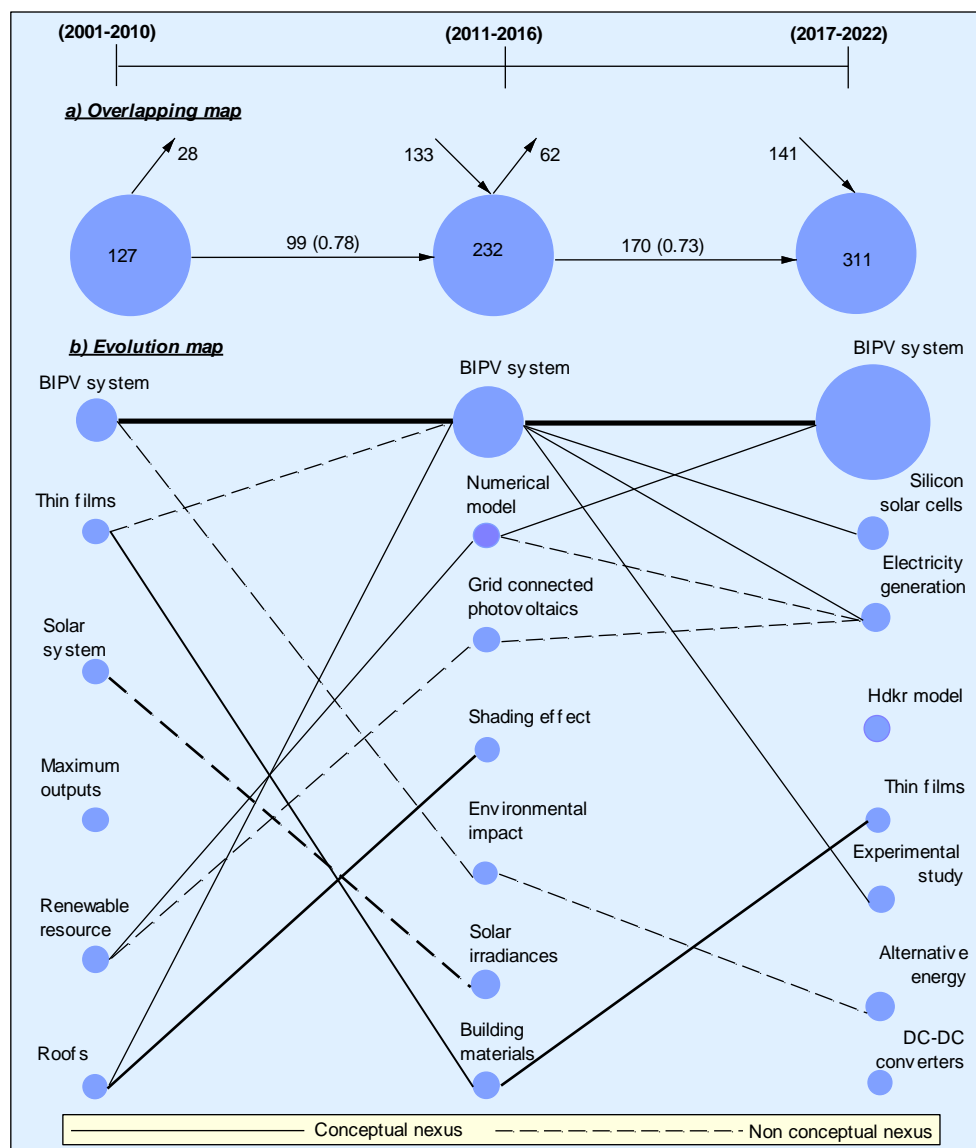 (2001-2010)
(2011-2016)
(2017-2022)
a) Overlapping map
28
133
62
141
127
99 (0.78)
232
170 (0.73)
311
b) Evolution map
BIPV system
BIPV system
BIPV system
Thin films
Numerical
model
Silicon
solar cells
Grid connected
photovoltaics
Electricity
generation
Solar
system
Shading effect
Hdkr model
Maximum
outputs
Environmental
impact
Thin films
Experimental
study
Renewable
resource
Solar
irradiances
Alternative
energy
Roofs
Building
materials
DC-DC
converters
Conceptual nexus
Non conceptual nexus